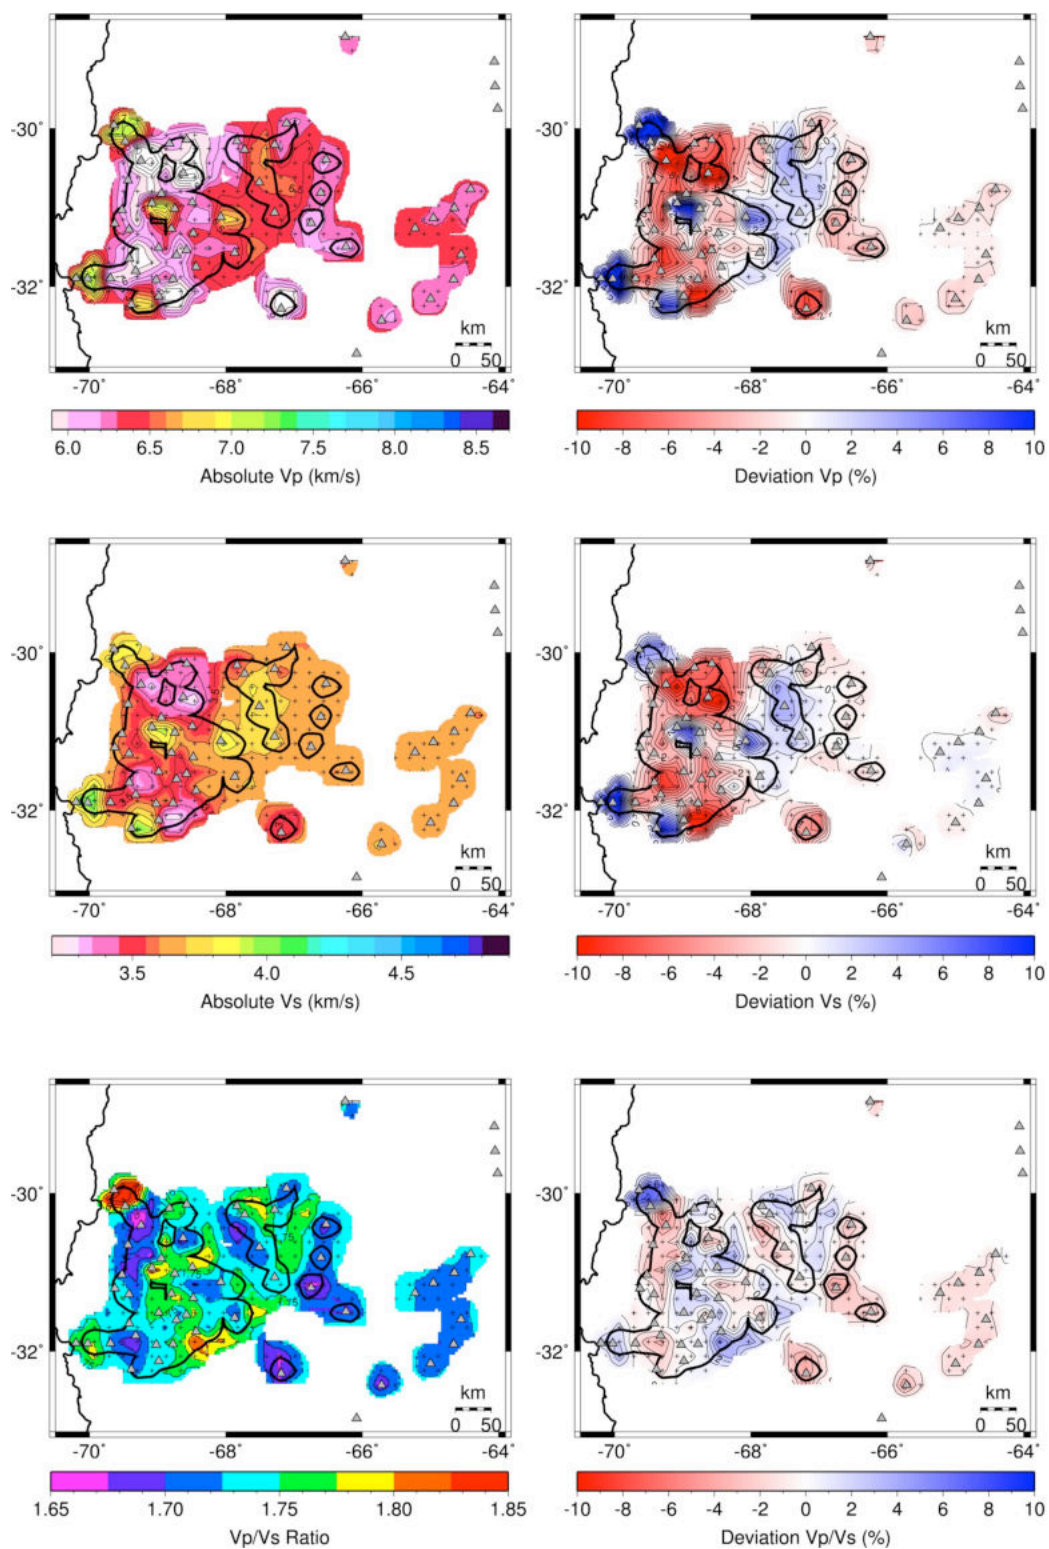 -30° -30°
-32° -32°
km km
0 50 0 50
-70° -68° -66° -64° -70° -68° -66° -64°
6.0 6.5 7.0 7.5 8.0 8.5 -10 -8 -6 -4 -2 0 2 4 6 8 10
Absolute Vp (km/s) Deviation Vp (%)
-30° -30°
-32° -32°
km km
0 50 0 50
-70° -68° -66° -64° -70° -68° -66° -64°
3.5 4.0 4.5 -10 -8 -6 -4 -2 0 2 4 6 8 10
Absolute Vs (km/s) Deviation Vs (%)
-30° -30°
-32° -32°
km km
0 50 0 50
-70° -68° -66° -64° -70° -68° -66° -64°
1.65 1.70 1.75 1.80 1.85 -10 -8 -6 -4 -2 0 2 4 6 8 10
Vp/Vs Ratio Deviation Vp/Vs (%)